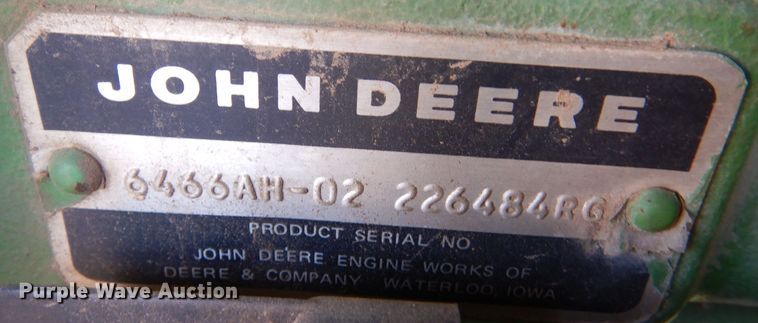 JOHN DEERE
6466AH-02 226484RG
PRODUCT SERIAL NO.
JOHN DEERE ENGINE WORKS OF
DEERE & COMPANY WATERLOO, IOWA
Purple Wave Auction